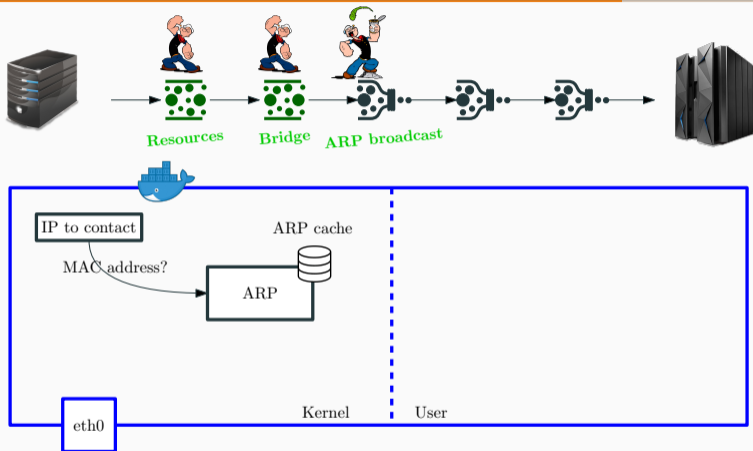 Resources
Bridge
ARP broadcast
IP to contact
ARP cache
MAC address?
ARP
Kernel
User
eth0